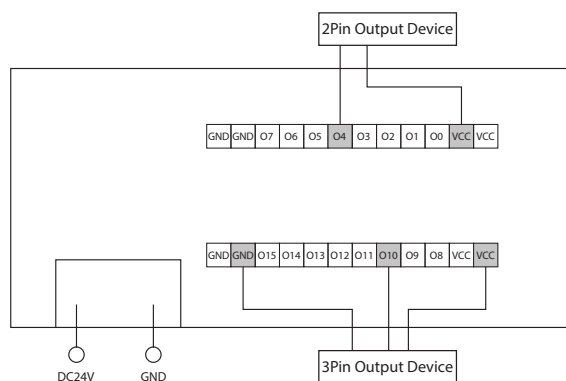 2Pin Output Device
GND GND O7 O6 O5 O4 O3 O2 O1 O0 VCC VCC
GND GND O15 O14 O13 O12 O11 O10 O9 O8 VCC VCC
DC24V GND
3Pin Output Device